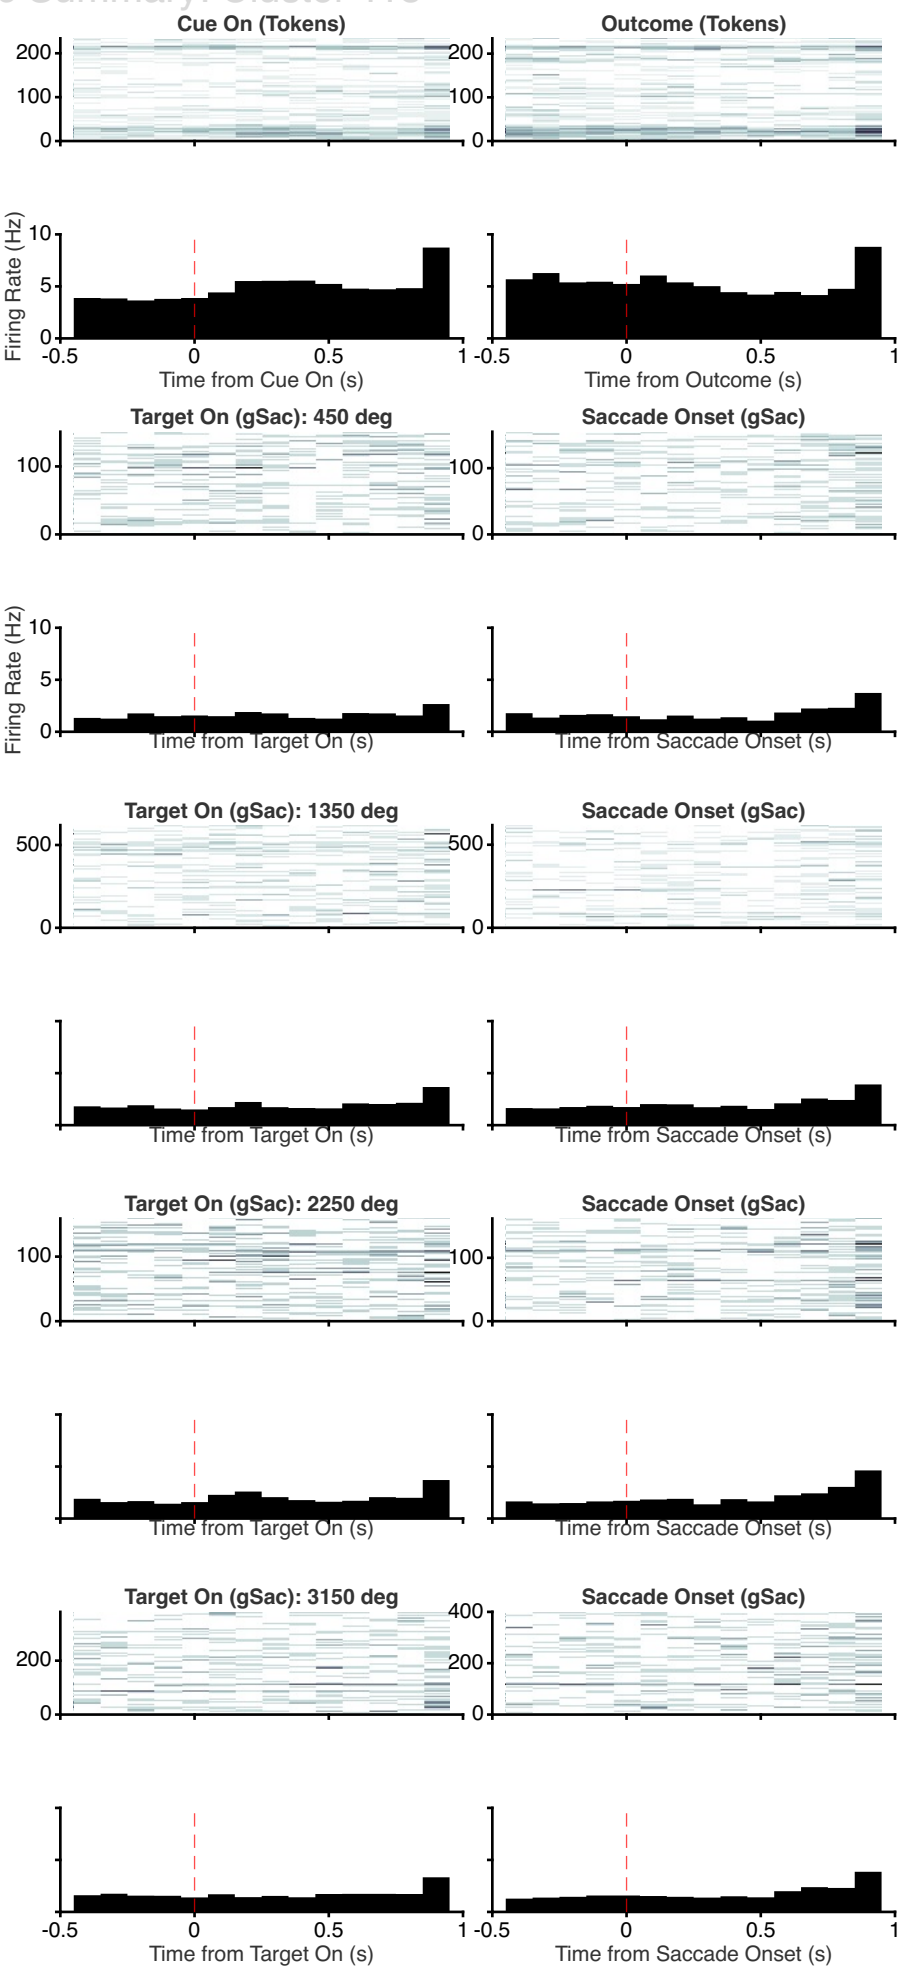 Summary: Cluster
Cue On (Tokens) Outcome (Tokens)
200 200
100 100
0 0
Firing Rate (Hz)
10
5
0
-0.5 0 0.5 1 -0.5 0 0.5 1
Time from Cue On (s) Time from Outcome (s)
Target On (gSac): 450 deg Saccade Onset (gSac)
100 100
0 0
Firing Rate (Hz)
10
5
0
Time from Target On (s) Time from Saccade Onset (s)
Target On (gSac): 1350 deg Saccade Onset (gSac)
500 500
0 0
Time from Target On (s) Time from Saccade Onset (s)
Target On (gSac): 2250 deg Saccade Onset (gSac)
100 100
0 0
Time from Target On (s) Time from Saccade Onset (s)
Target On (gSac): 3150 deg Saccade Onset (gSac)
400
200 200
0 0
-0.5 0 0.5 1 -0.5 0 0.5 1
Time from Target On (s) Time from Saccade Onset (s)